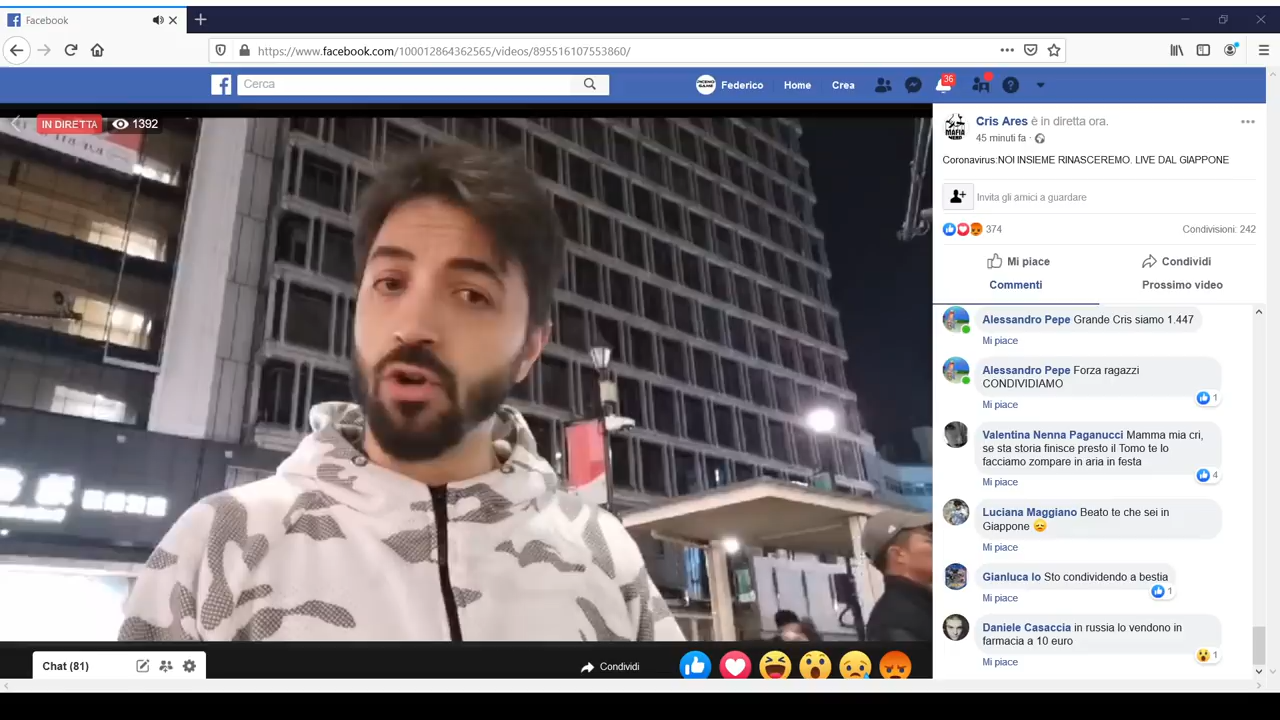 Facebook
https://www.facebook.com/100012864362565/videos/895516107553860/
Cerca
Federico
Home
Crea
36
IN DIRETTA
1392
Cris Ares è in diretta ora.
45 minuti fa ·
Coronavirus:NOI INSIEME RINASCEREMO. LIVE DAL GIAPPONE
Invita gli amici a guardare
374
Condivisioni: 242
Mi piace
Condividi
Commenti
Prossimo video
Alessandro Pepe Grande Cris siamo 1.447
Mi piace
Alessandro Pepe Forza ragazzi
CONDIVIDIAMO
1
Mi piace
Valentina Nenna Paganucci Mamma mia cri,
se sta storia finisce presto il Tomo te lo
facciamo zompare in aria in festa
4
Mi piace
Luciana Maggiano Beato te che sei in
Giappone 😞
Mi piace
Gianluca Io Sto condividendo a bestia
1
Mi piace
Daniele Casaccia in russia lo vendono in
farmacia a 10 euro
1
Mi piace
Chat (81)
Condividi